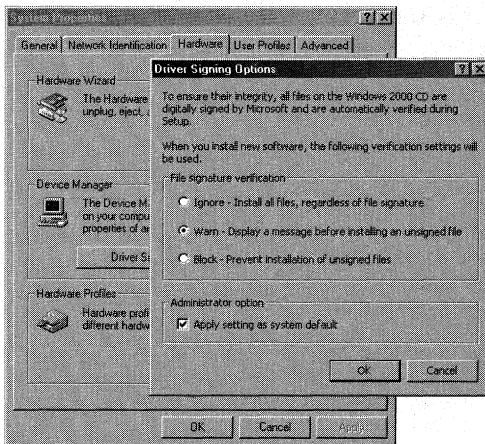 System Properties
General
Network Identification
Hardware
User Profiles
Advanced
Hardware Wizard
The Hardware
unplug, eject,
Device Manager
The Device M
on your compu
properties of a
Driver Si
Hardware Profiles
Hardware profi
different hardw
OK
Cancel
Apply
Driver Signing Options
To ensure their integrity, all files on the Windows 2000 CD are
digitally signed by Microsoft and are automatically verified during
Setup.
When you install new software, the following verification settings will
be used.
File signature verification
Ignore - Install all files, regardless of file signature
Warn - Display a message before installing an unsigned file
Block - Prevent installation of unsigned files
Administrator option
Apply setting as system default
OK
Cancel